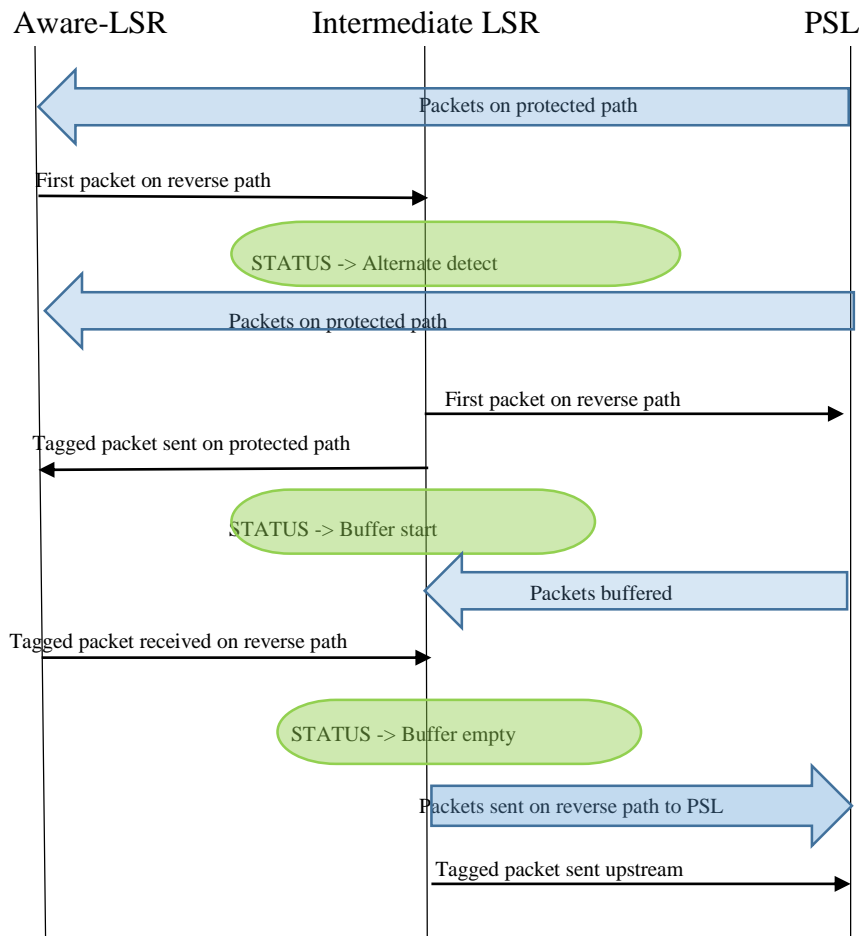 Aware-LSR
Intermediate LSR
PSL
Packets on protected path
First packet on reverse path
STATUS -> Alternate detect
Packets on protected path
First packet on reverse path
Tagged packet sent on protected path
STATUS -> Buffer start
Packets buffered
Tagged packet received on reverse path
STATUS -> Buffer empty
Packets sent on reverse path to PSL
Tagged packet sent upstream